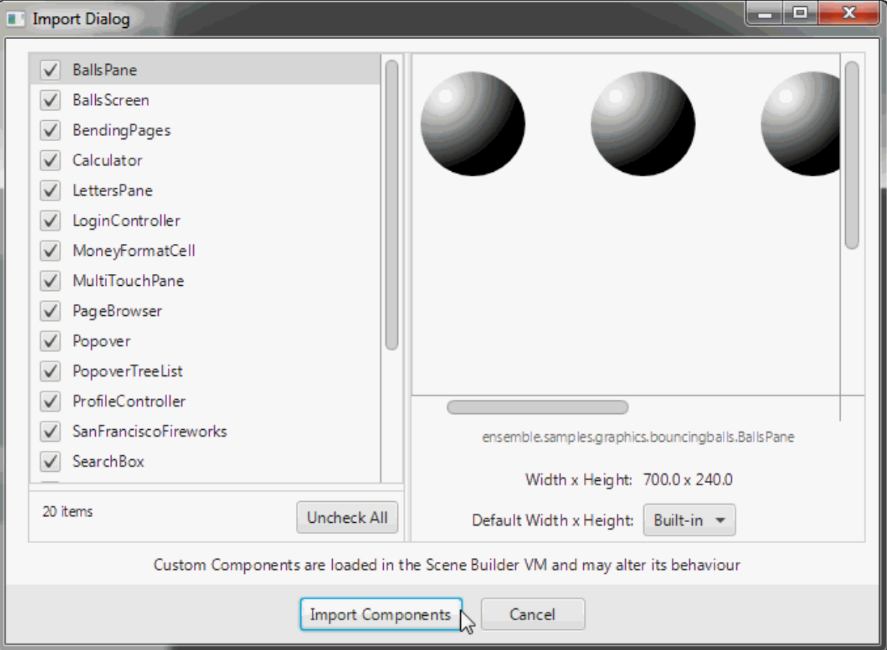 Import Dialog
BallsPane
BallsScreen
BendingPages
Calculator
LettersPane
LoginController
MoneyFormatCell
MultiTouchPane
PageBrowser
Popover
PopoverTreeList
ProfileController
SanFranciscoFireworks
SearchBox
20 items
Uncheck All
ensemble.samples.graphics.bouncingballs.BallsPane
Width x Height: 700.0 x 240.0
Default Width x Height: Built-in
Custom Components are loaded in the Scene Builder VM and may alter its behaviour
Import Components
Cancel